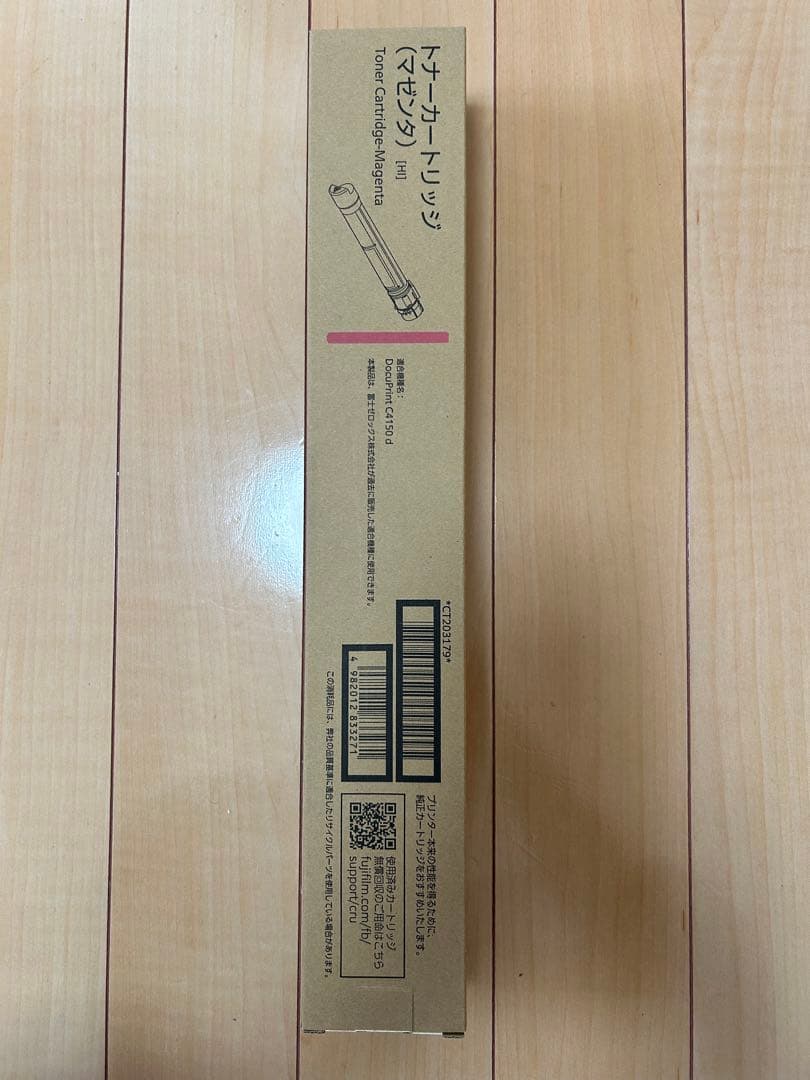 トナーカートリッジ
（マゼンタ） [HI]
Toner Cartridge-Magenta
適合機種名：
DocuPrint C4150 d
本製品は、富士ゼロックス株式会社が過去に販売した適合機種に使用できます。
*CT203179*
4 982012 833271
この消耗品には、弊社の品質基準に適合したリサイクルパーツを使用している場合があります。
プリンター本来の性能を得るために、
純正カートリッジをおすすめいたします。
使用済みカートリッジ
無償回収のご用命はこちら
fujifilm.com/fb/
support/cru